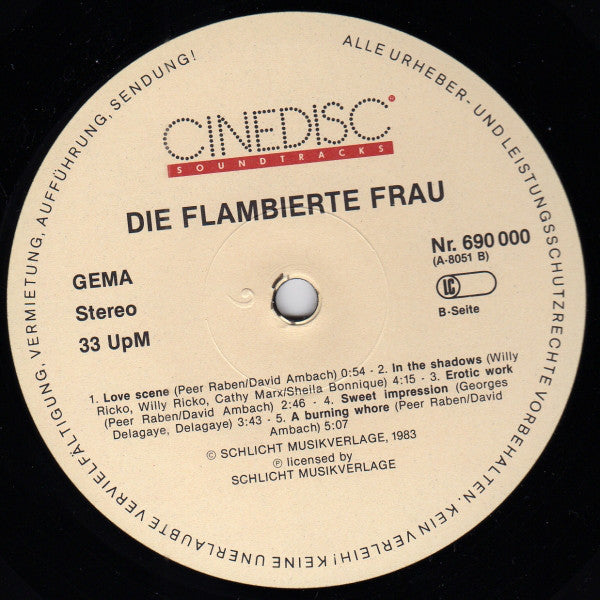 ALLE URHEBER- UND LEISTUNGSSCHUTZRECHTE VORBEHALTEN. KEIN VERLEIH! KEINE UNERLAUBTE VERVIELFÄLTIGUNG, VERMIETUNG, AUFFÜHRUNG, SENDUNG!
CINEDISC
SOUNDTRACKS
DIE FLAMBIERTE FRAU
GEMA
Stereo
33 UpM
Nr. 690 000
(A-8051 B)
LC
B-Seite
1. Love scene (Peer Raben/David Ambach) 0:54 · 2. In the shadows (Willy
Ricko, Willy Ricko, Cathy Marx/Sheila Bonnique) 4:15 · 3. Erotic work
(Peer Raben/David Ambach) 2:46 · 4. Sweet impression (Georges
Delagaye, Delagaye) 3:43 · 5. A burning whore (Peer Raben/David
Ambach) 5:07
© SCHLICHT MUSIKVERLAGE, 1983
℗ licensed by
SCHLICHT MUSIKVERLAGE